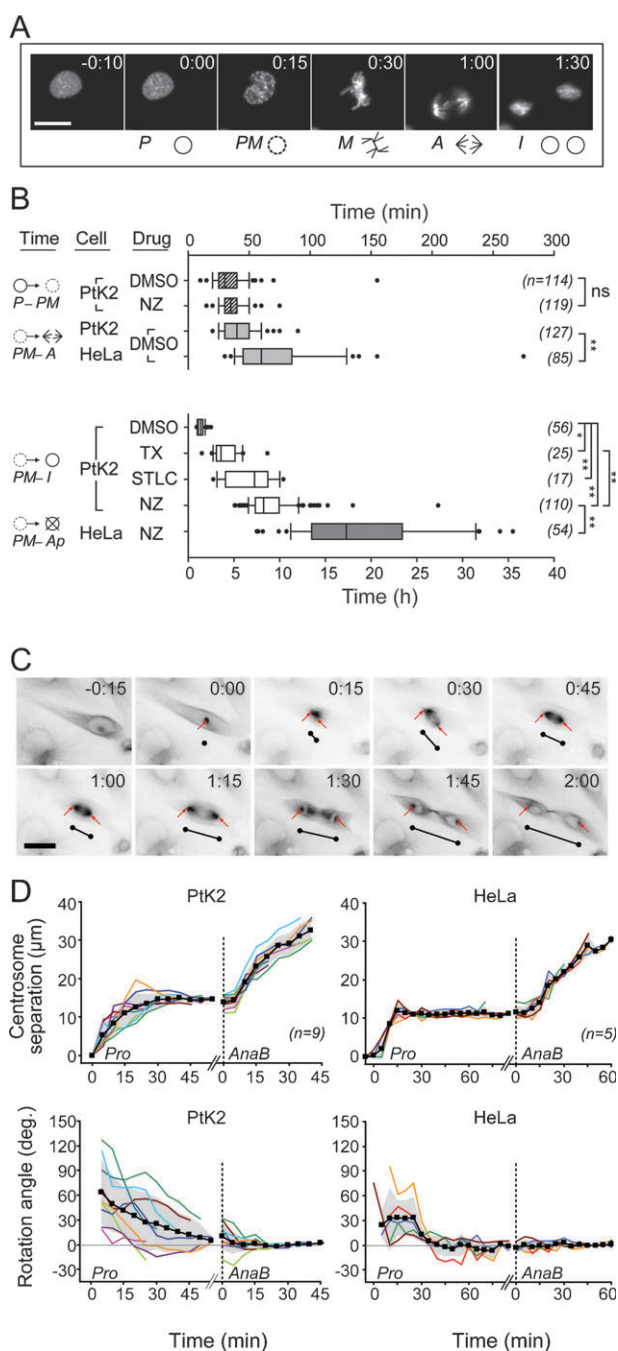 A
-0:10 0:00 0:15 0:30 1:00 1:30
P PM M A I
B
Time (min)
Time Cell Drug 0 50 100 150 200 250 300
P – PM PtK2 DMSO (n=114) ns
NZ (119)
PM– A PtK2 DMSO (127) **
HeLa (85)
PM– I PtK2 DMSO (56) * ** ** **
TX (25)
STLC (17)
NZ (110) **
PM– Ap HeLa NZ (54)
0 5 10 15 20 25 30 35 40
Time (h)
C
-0:15 0:00 0:15 0:30 0:45
1:00 1:15 1:30 1:45 2:00
D
PtK2 HeLa
Centrosome separation (µm)
40 30 20 10 0
Pro AnaB (n=9)
0 15 30 45 0 15 30 45
40 30 20 10 0
Pro AnaB (n=5)
0 30 60 0 30 60
PtK2 HeLa
Rotation angle (deg.)
150 120 90 60 30 0 -30
Pro AnaB
0 15 30 45 0 15 30 45
150 120 90 60 30 0 -30
Pro AnaB
0 30 60 0 30 60
Time (min) Time (min)